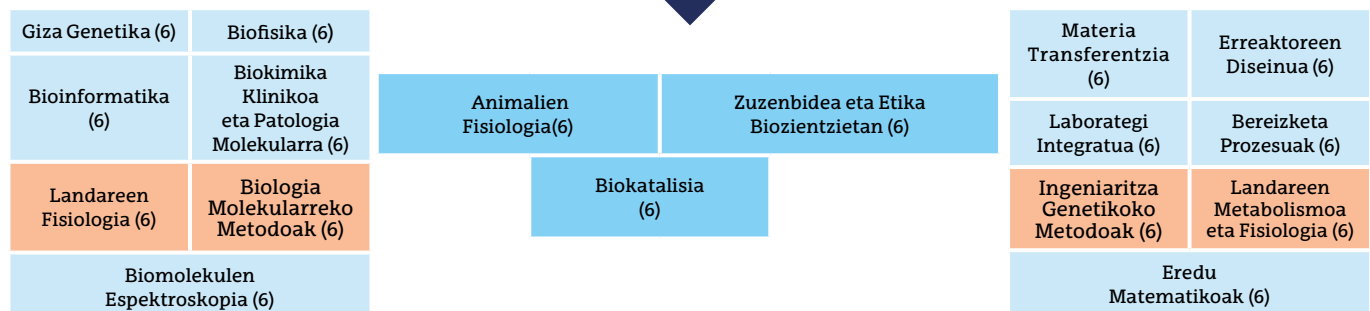 Giza Genetika (6)
Biofisika (6)
Bioinformatika
(6)
Biokimika
Klinikoa
eta Patologia
Molekularra (6)
Landareen
Fisiologia (6)
Biologia
Molekularreko
Metodoak (6)
Biomolekulen
Espektroskopia (6)
Animalien
Fisiologia(6)
Zuzenbidea eta Etika
Biozientzietan (6)
Biokatalisia
(6)
Materia
Transferentzia
(6)
Erreaktoreen
Diseinua (6)
Laborategi
Integratua (6)
Bereizketa
Prozesuak (6)
Ingeniaritza
Genetikoko
Metodoak (6)
Landareen
Metabolismoa
eta Fisiologia (6)
Eredu
Matematikoak (6)